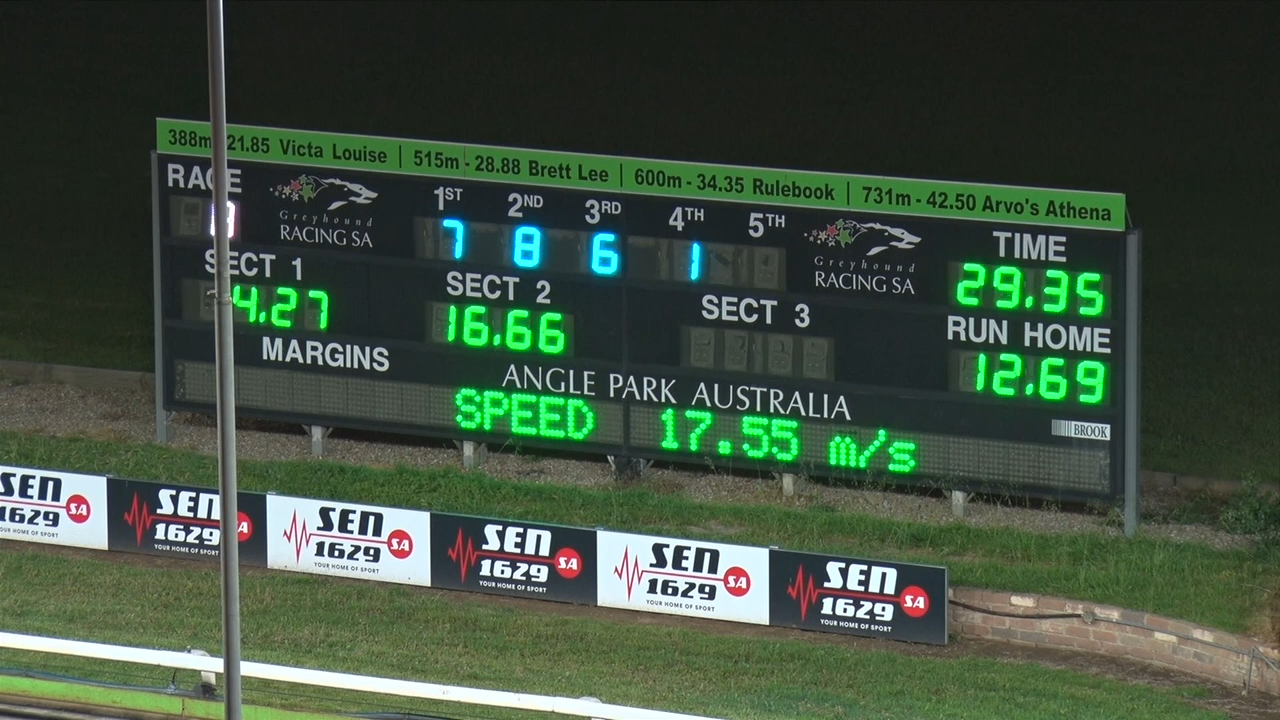 388m 21.85 Victa Louise | 515m - 28.88 Brett Lee | 600m - 34.35 Rulebook | 731m - 42.50 Arvo's Athena
RACE
Greyhound
RACING SA
1ST 2ND 3RD 4TH 5TH
7 8 6 1
Greyhound
RACING SA
TIME
29.35
SECT 1
4.27
SECT 2
16.66
SECT 3
RUN HOME
12.69
MARGINS
ANGLE PARK AUSTRALIA
SPEED 17.55 m/s
BROOK
SEN SA
1629
YOUR HOME OF SPORT
SEN
1629
YOUR HOME OF SPORT
SEN SA
1629
YOUR HOME OF SPORT
SEN SA
1629
YOUR HOME OF SPORT
SEN SA
1629
YOUR HOME OF SPORT
SEN SA
1629
YOUR HOME OF SPORT